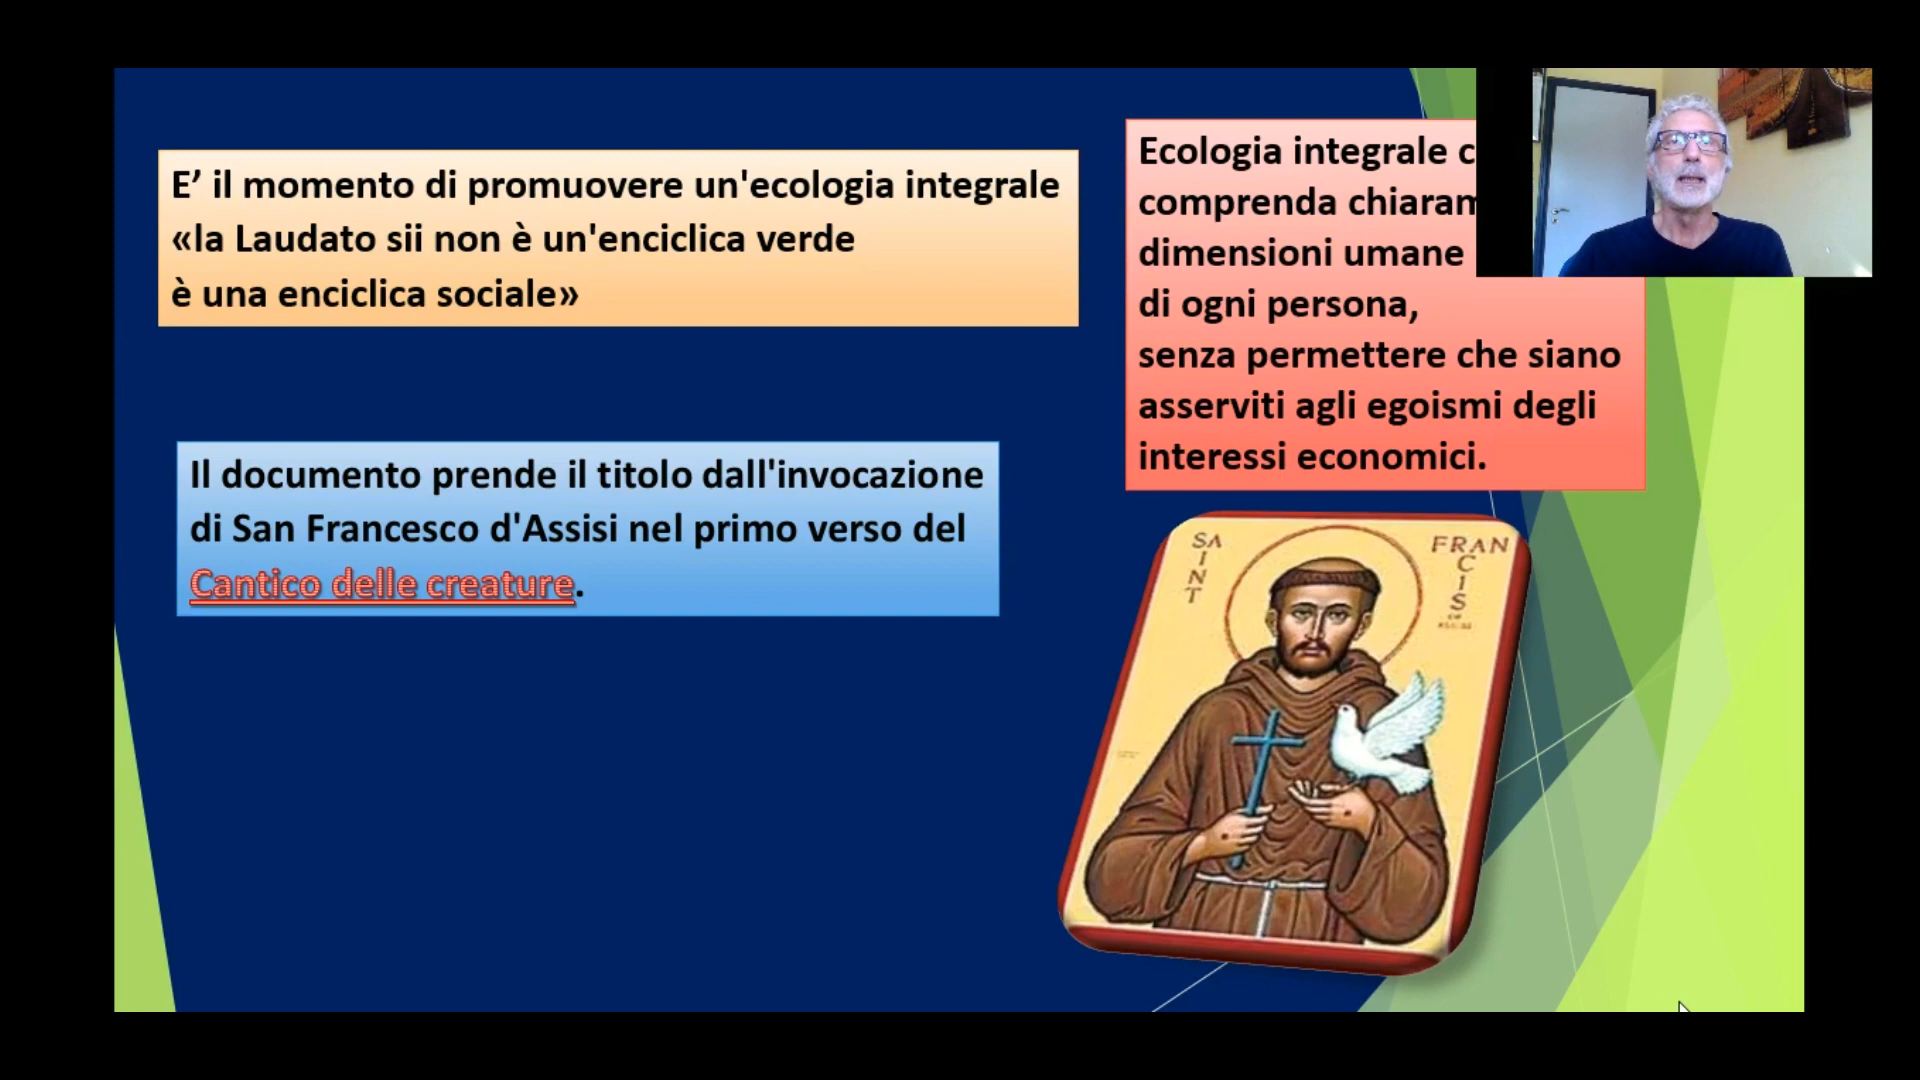 E’ il momento di promuovere un'ecologia integrale
«la Laudato sii non è un'enciclica verde
è una enciclica sociale»
Il documento prende il titolo dall'invocazione
di San Francesco d'Assisi nel primo verso del
Cantico delle creature.
Ecologia integrale
comprenda
dimensioni umane
di ogni persona,
senza permettere che siano
asserviti agli egoismi degli
interessi economici.
SAINT
FRANCIS